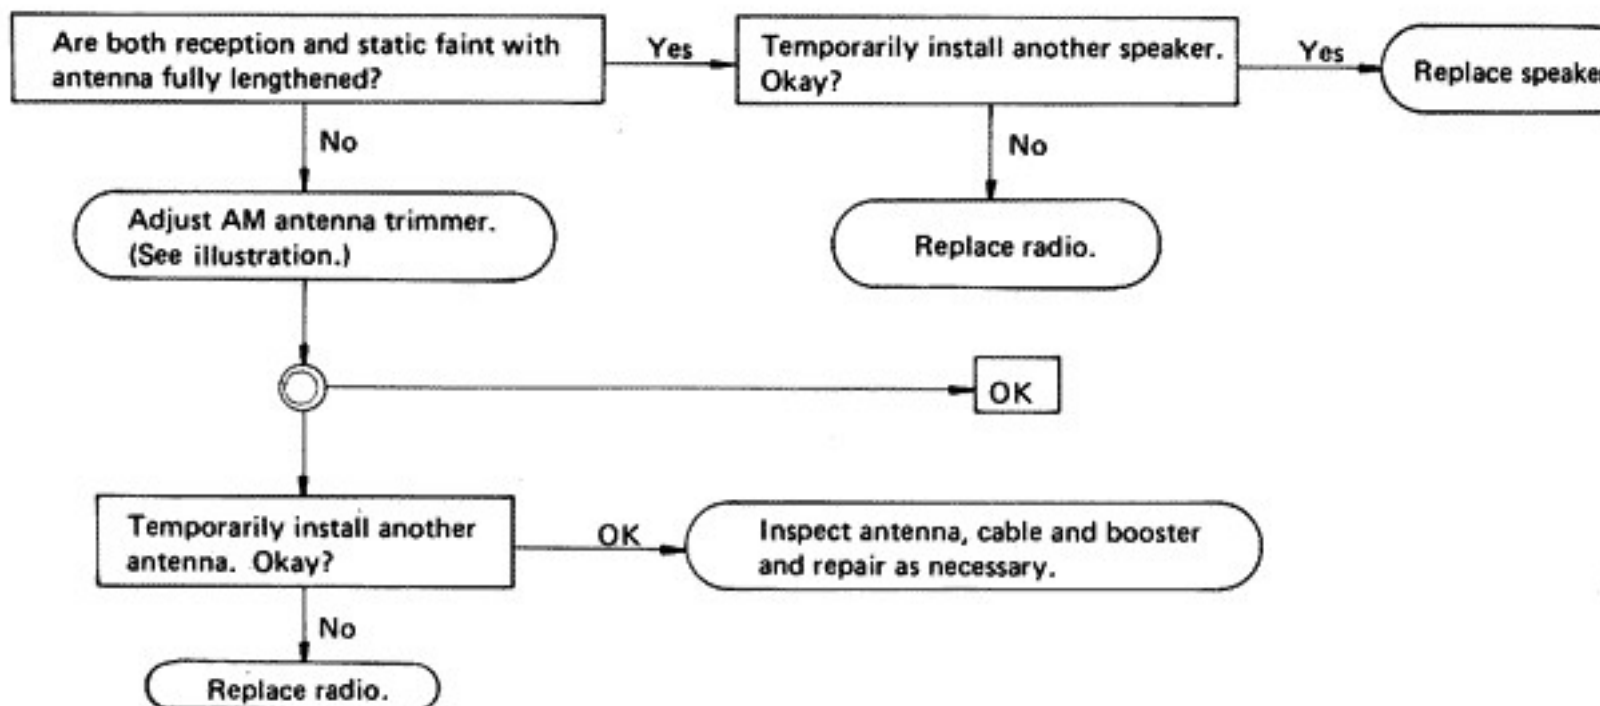 Are both reception and static faint with
antenna fully lengthened?
Yes
Temporarily install another speaker.
Okay?
Yes
Replace
No
No
Adjust AM antenna trimmer.
(See illustration.)
Replace radio.
OK
Temporarily install another
antenna. Okay?
OK
Inspect antenna, cable and booster
and repair as necessary.
No
Replace radio.